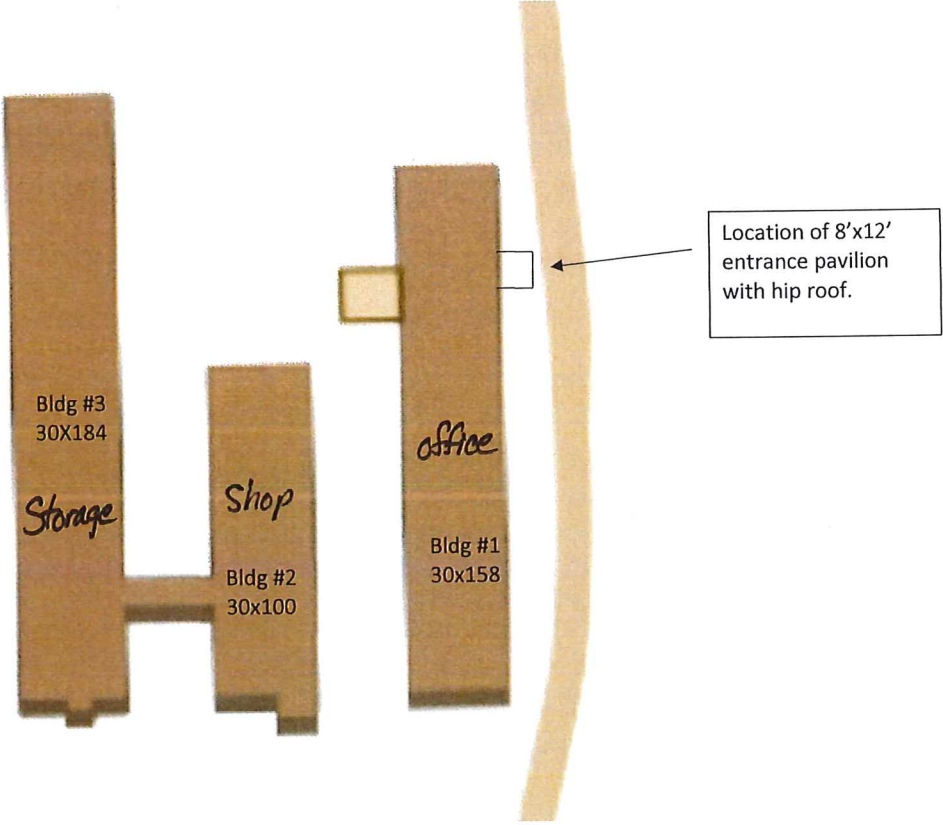 Location of 8'x12'
entrance pavilion
with hip roof.
Bldg #3
30X184
Storage
Shop
Bldg #2
30x100
office
Bldg #1
30x158